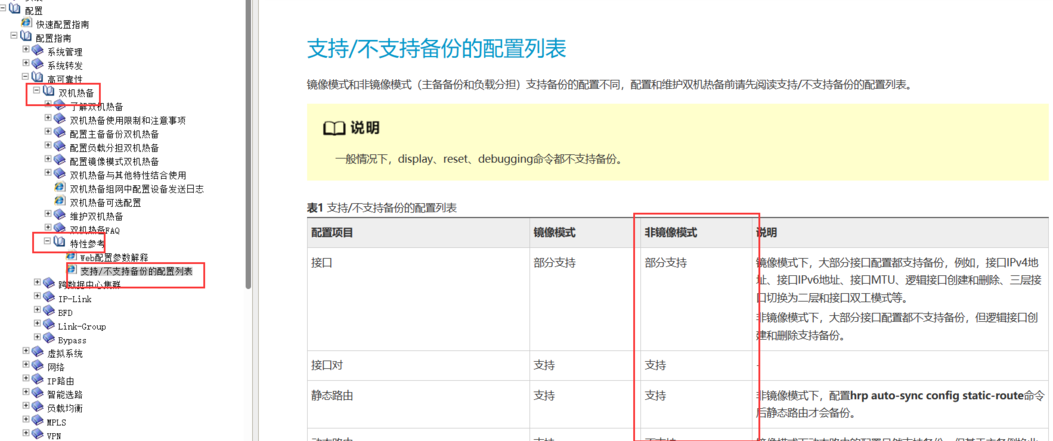 配置
快速配置指南
配置指南
系统管理
系统转发
高可靠性
双机热备
了解双机热备
双机热备使用限制和注意事项
配置主备备份双机热备
配置负载分担双机热备
配置镜像模式双机热备
双机热备与其他特性结合使用
双机热备组网中配置设备发送日志
双机热备可选配置
维护双机热备
双机热备FAQ
特性参考
Web配置参数解释
支持/不支持备份的配置列表
跨数据中心集群
IP-Link
BFD
Link-Group
Bypass
虚拟系统
网络
IP路由
智能选路
负载均衡
MPLS
VPN
支持/不支持备份的配置列表
镜像模式和非镜像模式（主备备份和负载分担）支持备份的配置不同，配置和维护双机热备前请先阅读支持/不支持备份的配置列表。
说明
一般情况下，display、reset、debugging命令都不支持备份。
表1 支持/不支持备份的配置列表
配置项目 镜像模式 非镜像模式 说明
接口 部分支持 部分支持 镜像模式下，大部分接口配置都支持备份，例如，接口IPv4地
址、接口IPv6地址、接口MTU、逻辑接口创建和删除、三层接
口切换为二层和接口双工模式等。
非镜像模式下，大部分接口配置都不支持备份，但逻辑接口创
建和删除支持备份。
接口对 支持 支持 -
静态路由 支持 支持 非镜像模式下，配置hrp auto-sync config static-route命令
后静态路由才会备份。
动态路由 支持 不支持